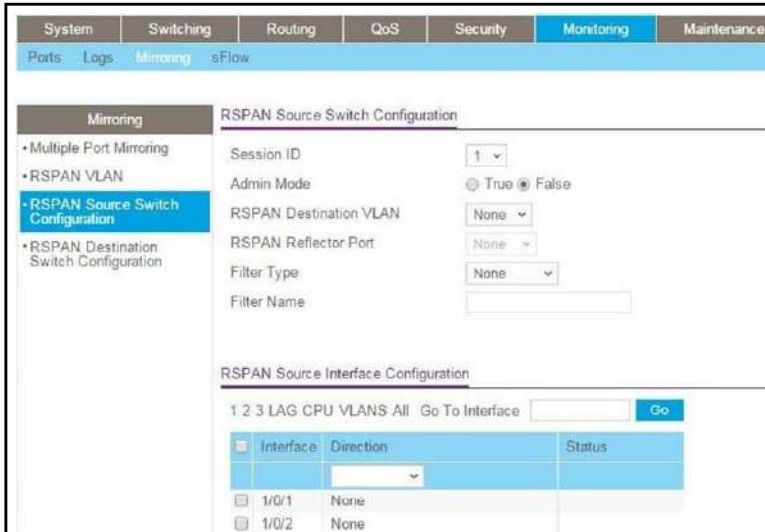 System Switching Routing QoS Security Monitoring Maintenance
Ports Logs Mirroring sFlow
Mirroring
• Multiple Port Mirroring
• RSPAN VLAN
• RSPAN Source Switch
Configuration
• RSPAN Destination
Switch Configuration
RSPAN Source Switch Configuration
Session ID 1
Admin Mode True False
RSPAN Destination VLAN None
RSPAN Reflector Port None
Filter Type None
Filter Name
RSPAN Source Interface Configuration
1 2 3 LAG CPU VLANS All Go To Interface Go
Interface Direction Status
1/0/1 None
1/0/2 None